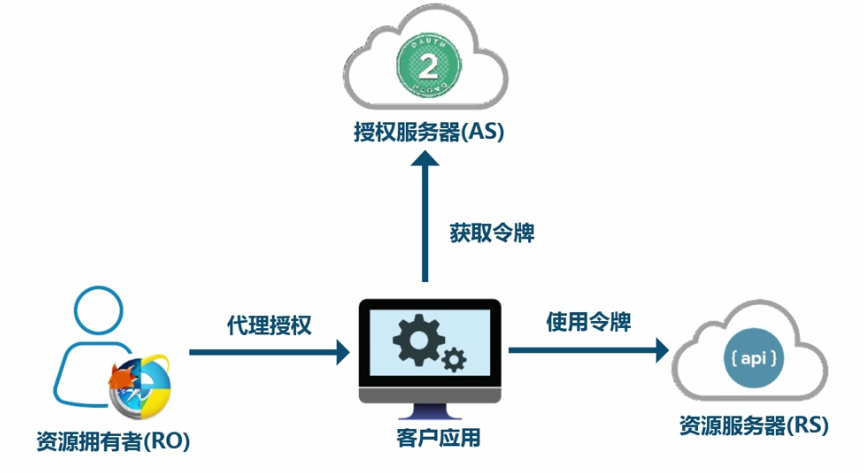 OAUTH
2
授权服务器(AS)
获取令牌
代理授权
使用令牌
{api}
资源拥有者(RO)
客户应用
资源服务器(RS)